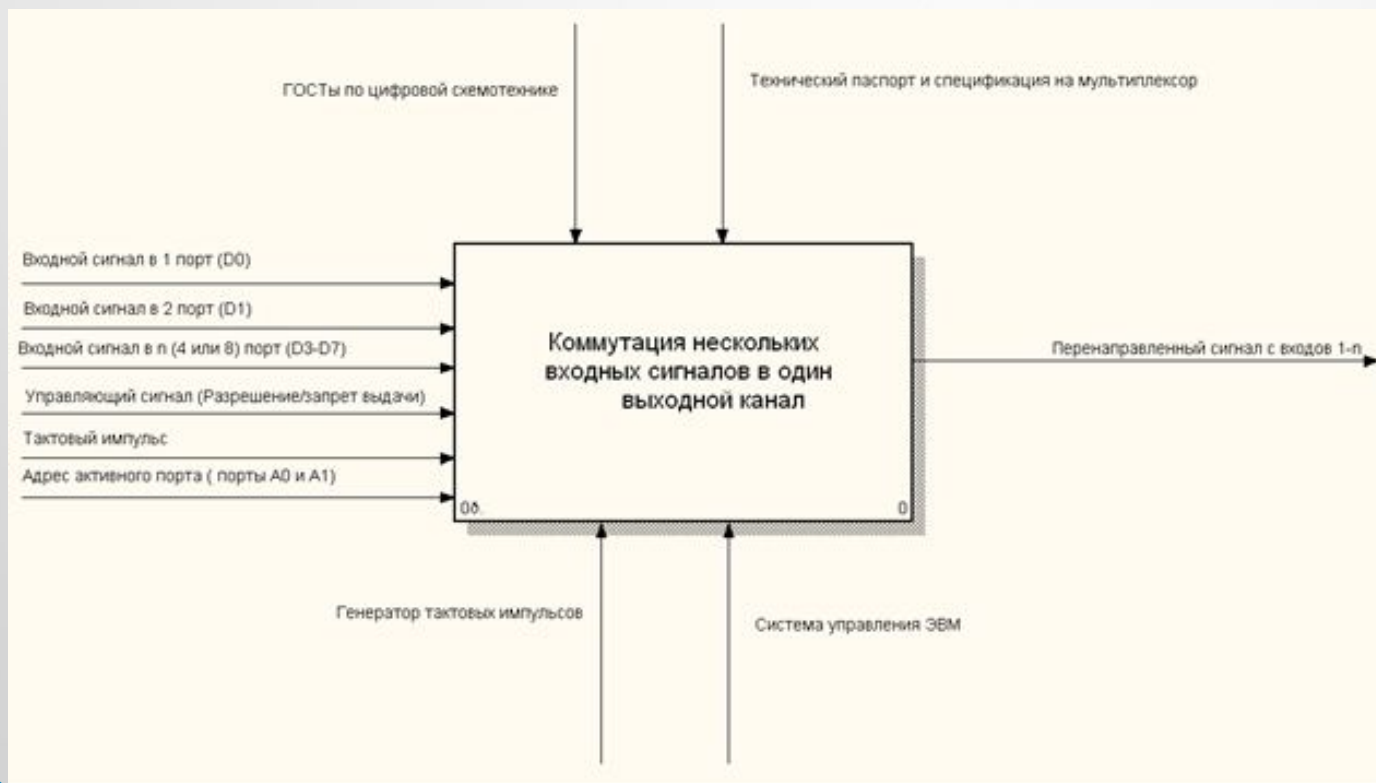 ГОСТы по цифровой схемотехнике
Технический паспорт и спецификация на мультиплексор
Входной сигнал в 1 порт (D0)
Входной сигнал в 2 порт (D1)
Входной сигнал в n (4 или 8) порт (D3-D7)
Управляющий сигнал (Разрешение/запрет выдачи)
Тактовый импульс
Адрес активного порта ( порты A0 и A1)
Коммутация нескольких
входных сигналов в один
выходной канал
0ð.
0
Перенаправленный сигнал с входов 1-n
Генератор тактовых импульсов
Система управления ЭВМ